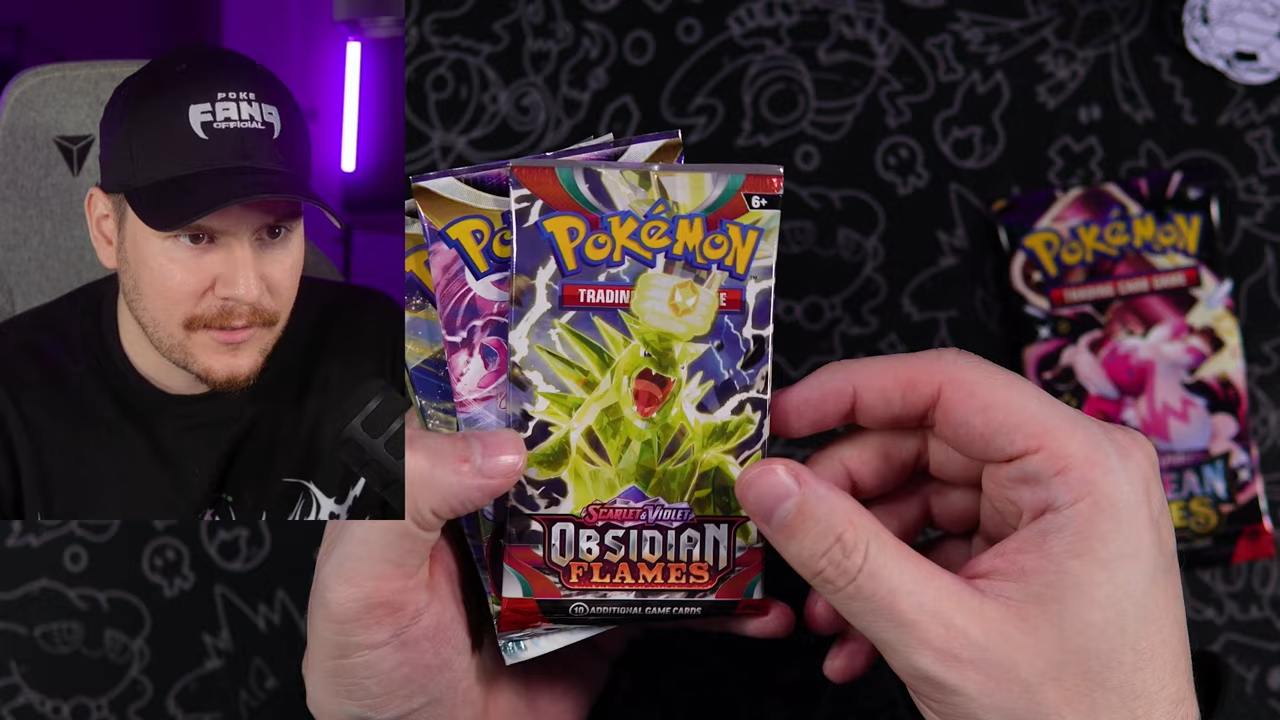 POKE
FANG
OFFICIAL
6+
POKéMON
TRADIN
E
SCARLET & VIOLET
OBSIDIAN
FLAMES
10 ADDITIONAL GAME CARDS
PO
POKéMON
TRADING CARD GAME
EAN
ES